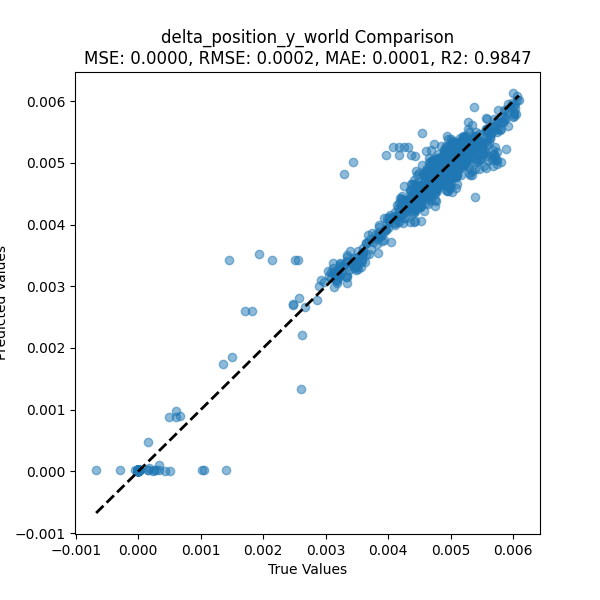 delta_position_y_world Comparison
MSE: 0.0000, RMSE: 0.0002, MAE: 0.0001, R2: 0.9847
0.006
0.005
0.004
0.003
0.002
0.001
0.000
−0.001
Predicted Values
−0.001 0.000 0.001 0.002 0.003 0.004 0.005 0.006
True Values